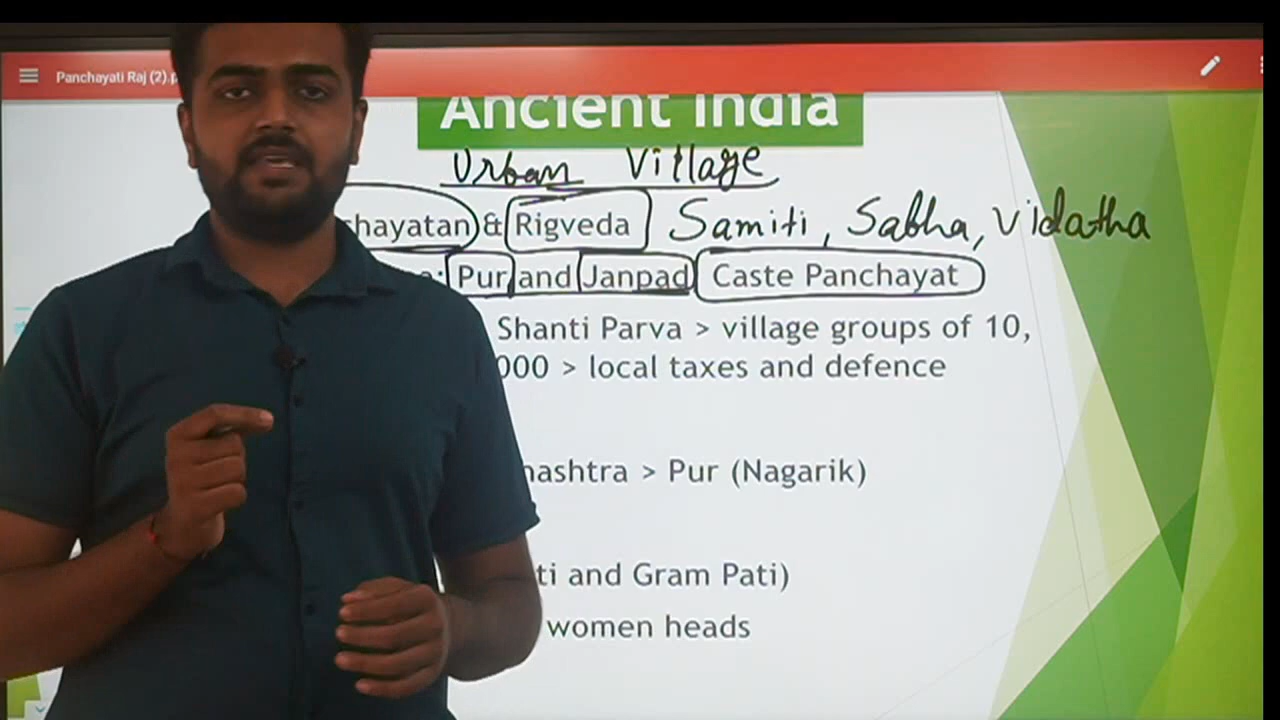 Panchayati Raj (2).p
Ancient India
Urban Village
hayatan & Rigveda Samiti, Sabha, Vidatha
: Pur and Janpad Caste Panchayat
Shanti Parva > village groups of 10,
000 > local taxes and defence
hashtra > Pur (Nagarik)
ti and Gram Pati)
women heads